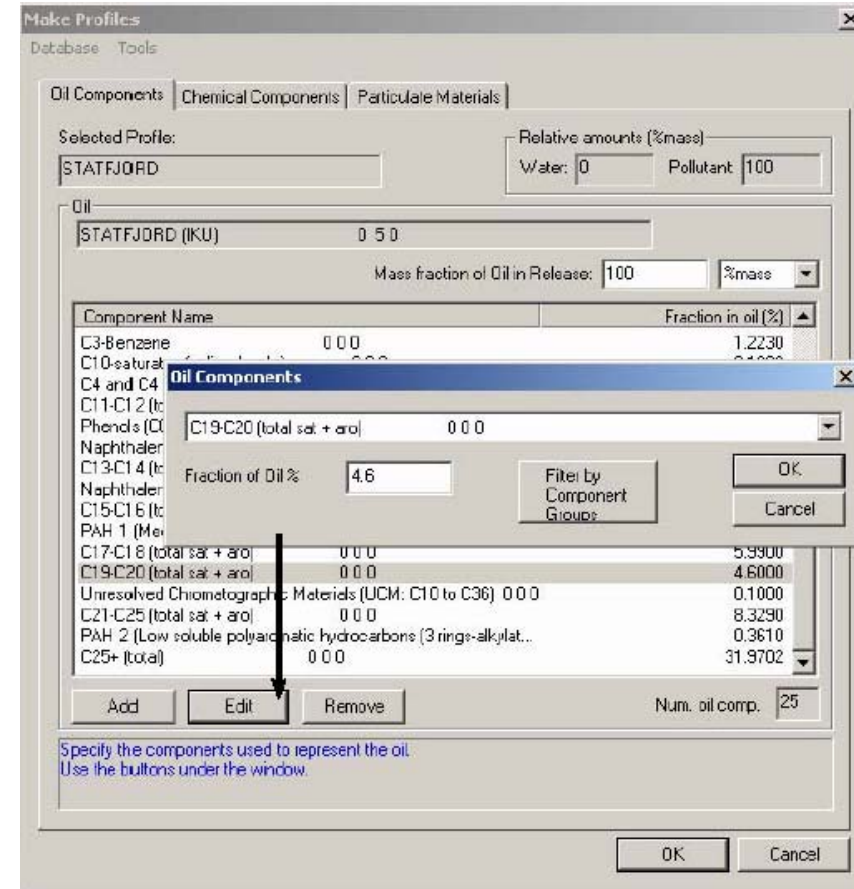 Make Profiles
Database Tools
Oil Components Chemical Components Particulate Materials
Selected Profile:
STATFJORD
Relative amounts (%mass)
Water: 0 Pollutant 100
Oil
STATFJORD (IKU) 0 5 0
Mass fraction of Oil in Release: 100 %mass
Component Name Fraction in oil (%)
C3-Benzene 0 0 0 1.2230
C10-saturat
C4 and C4
C11-C12 (to
Phenols (C0
Naphthalen
C13-C14 (to
Naphthalen
C15-C16 (to
PAH 1 (Me
Oil Components
C19-C20 (total sat + aro) 0 0 0
Fraction of Oil % 4.6
Filter by
Component
Groups
OK
Cancel
C17-C18 (total sat + aro) 0 0 0 5.9900
C19-C20 (total sat + aro) 0 0 0 4.6000
Unresolved Chromatographic Materials (UCM: C10 to C36) 0 0 0 0.1000
C21-C25 (total sat + aro) 0 0 0 8.3290
PAH 2 (Low soluble polyaromatic hydrocarbons (3 rings-alkylat... 0.3610
C25+ (total) 0 0 0 31.9702
Add Edit Remove Num. oil comp. 25
Specify the components used to represent the oil.
Use the buttons under the window.
OK Cancel